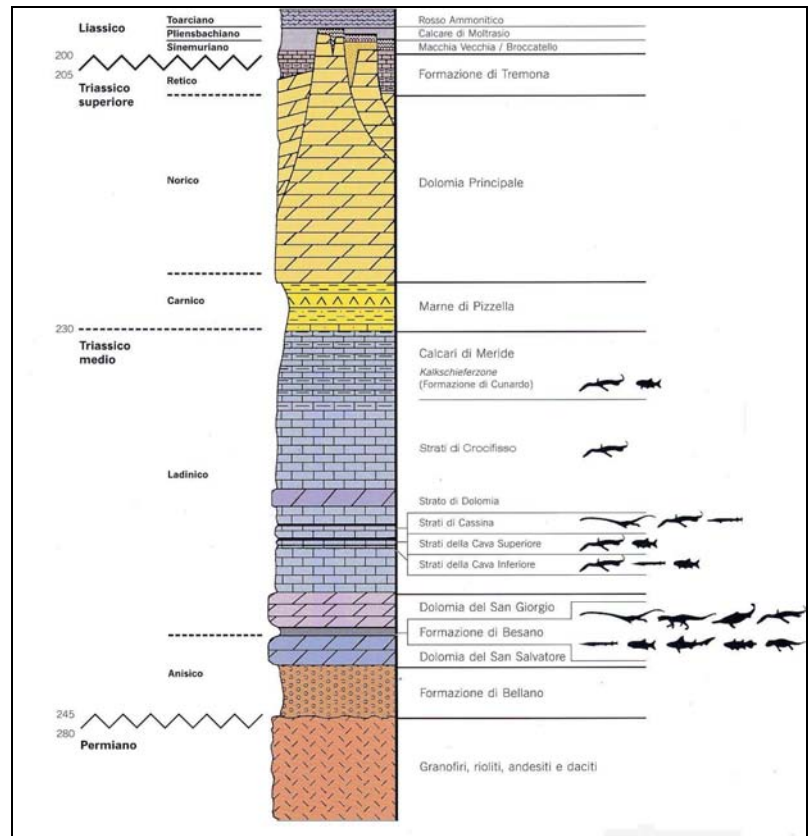 Toarciano Rosso Ammonitico
Liassico Pliensbachiano Calcare di Moltrasio
Sinemuriano Macchia Vecchia / Broccatello
200
205
Triassico superiore
Retico Formazione di Tremona
Norico Dolomia Principale
Carnico Marne di Pizzella
230
Triassico medio
Calcari di Meride
Kalkschieferzone
(Formazione di Cunardo)
Strati di Crocifisso
Ladinico
Strato di Dolomia
Strati di Cassina
Strati della Cava Superiore
Strati della Cava Inferiore
Dolomia del San Giorgio
Formazione di Besano
Dolomia del San Salvatore
Anisico
Formazione di Bellano
245
280
Permiano
Granofiri, rioliti, andesiti e daciti